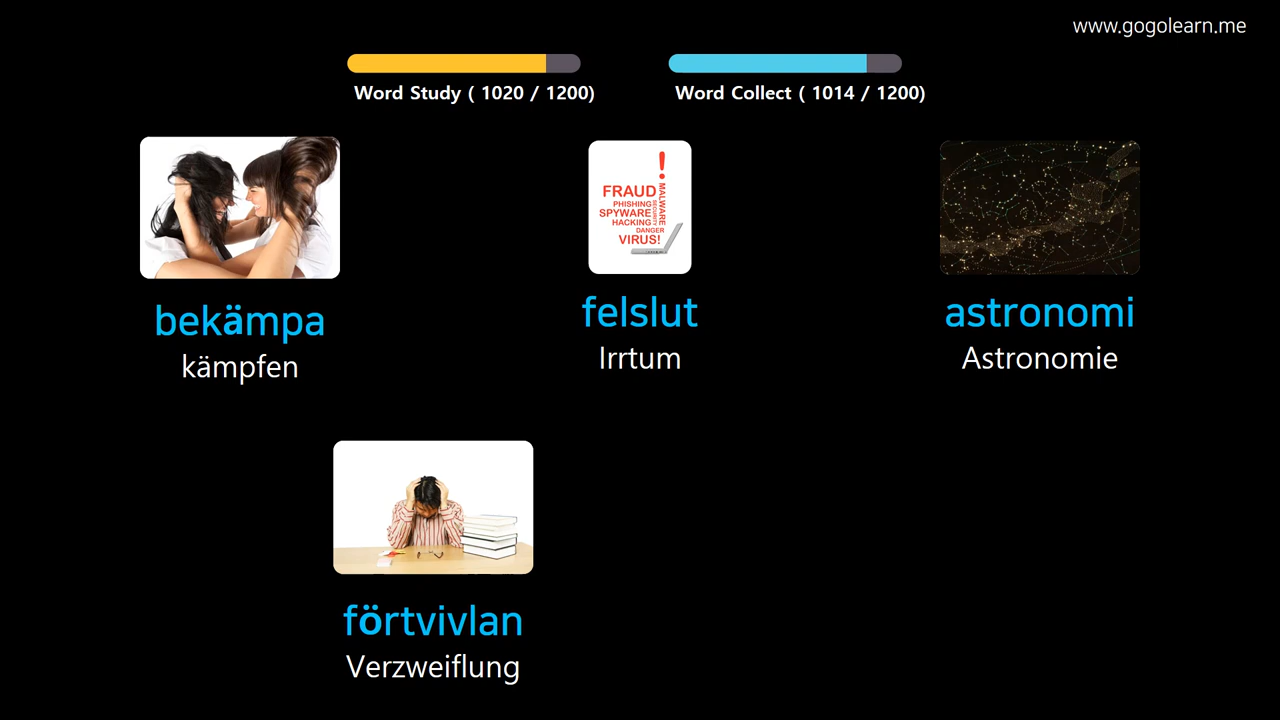 www.gogolearn.me
Word Study ( 1020 / 1200)
Word Collect ( 1014 / 1200)
!
FRAUD
PHISHING
SPYWARE
HACKING
DANGER
VIRUS!
MALWARE
SECURITY
bekämpa
kämpfen
felslut
Irrtum
astronomi
Astronomie
förtvivlan
Verzweiflung